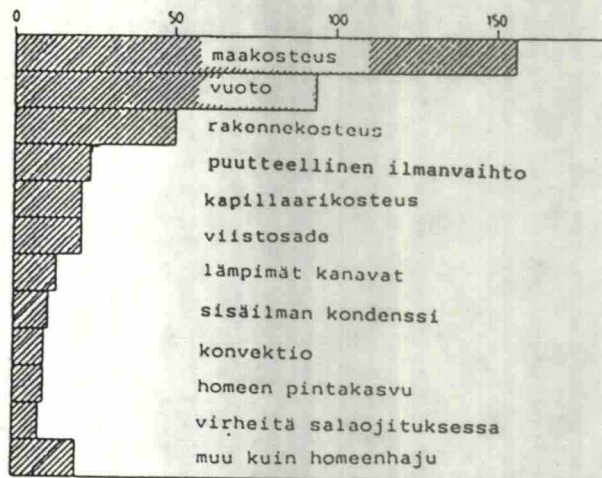 0 50 100 150
maakosteus
vuoto
rakennekosteus
puutteellinen ilmanvaihto
kapillaarikosteus
viistosade
lämpimät kanavat
sisäilman kondenssi
konvektio
homeen pintakasvu
virheitä salaojituksessa
muu kuin homeenhaju